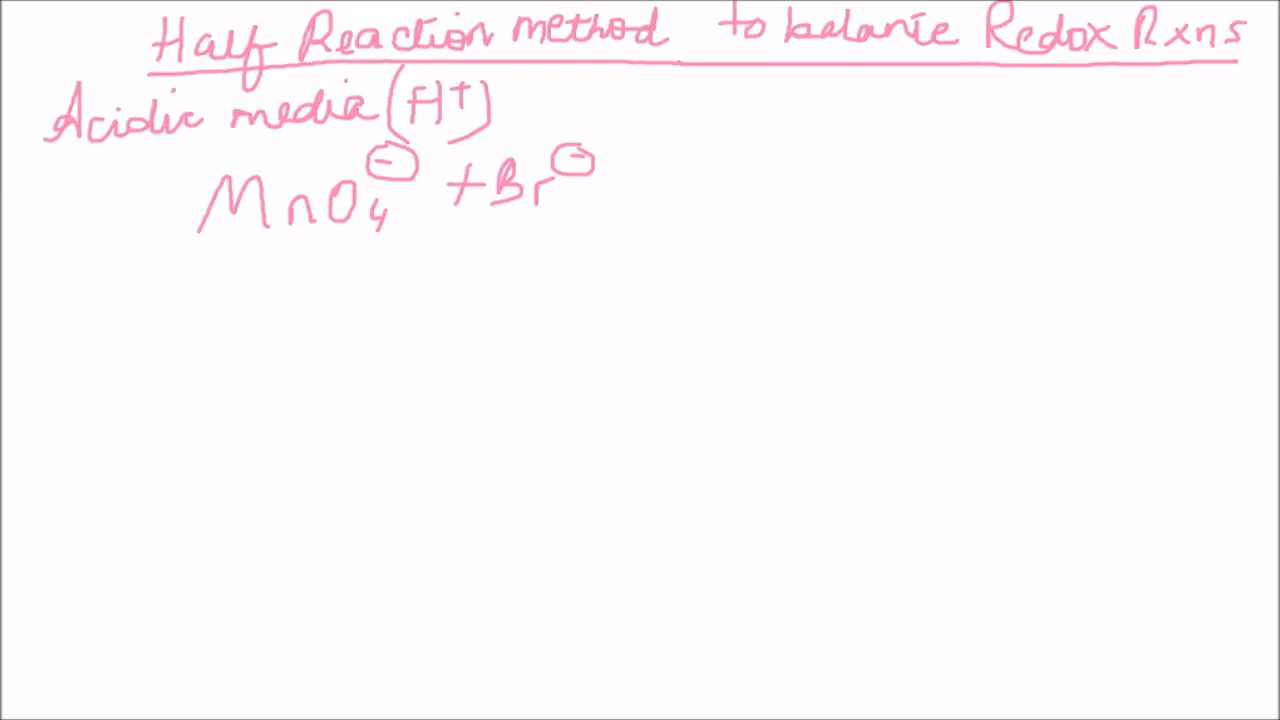 Half Reaction method to balance Redox Rxns
Acidic media (H⁺)
MnO₄⁻ + Br⁻